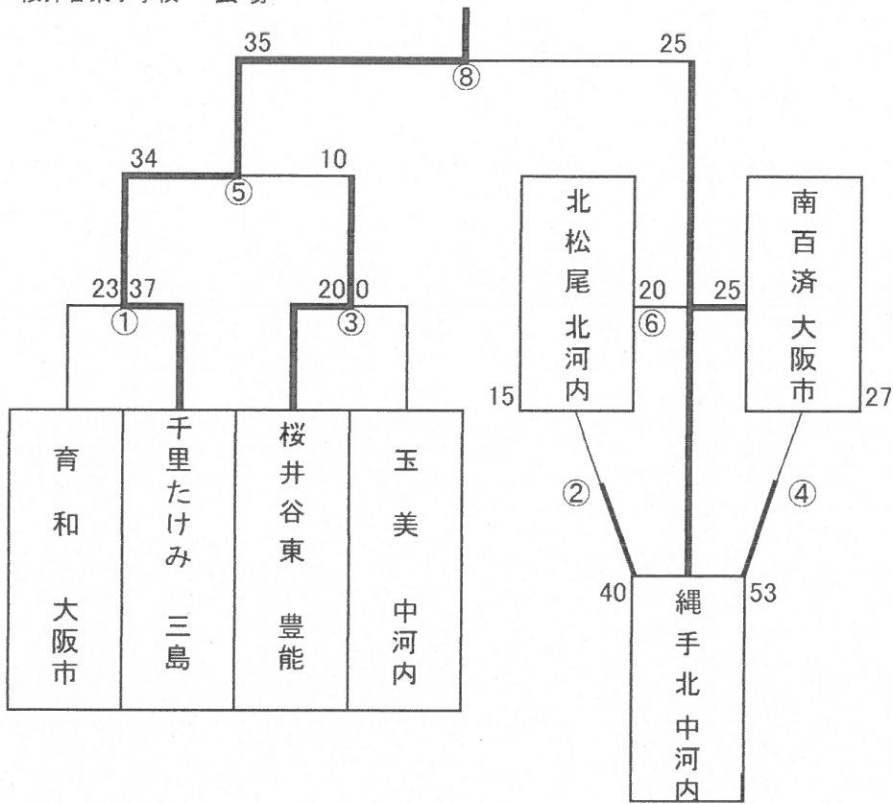 35 25
⑧
34 10
⑤
23 37 20 0
① ③
育和 大阪市
千里たけみ 三島
桜井谷東 豊能
玉美 中河内
北松尾 北河内
南百済 大阪市
20 25
⑥
15 27
② ④
40 53
縄手北 中河内